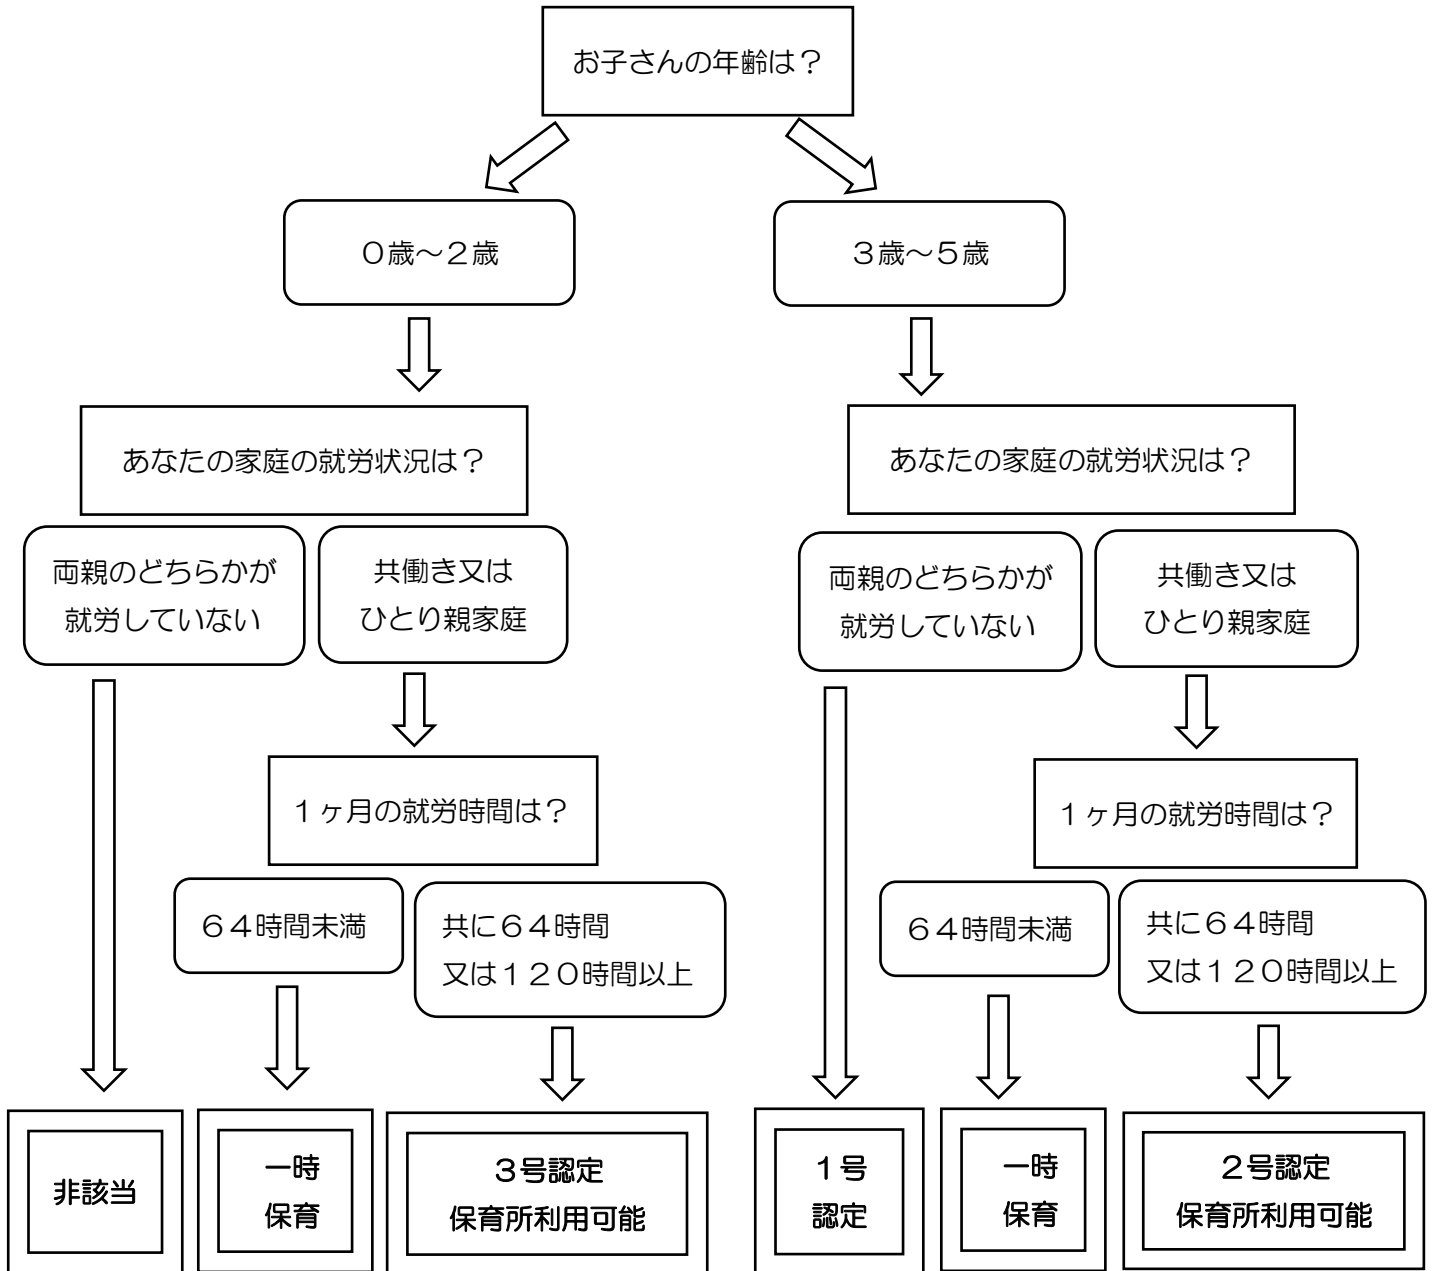 お子さんの年齢は？
０歳～２歳
３歳～５歳
あなたの家庭の就労状況は？
あなたの家庭の就労状況は？
両親のどちらかが
就労していない
共働き又は
ひとり親家庭
両親のどちらかが
就労していない
共働き又は
ひとり親家庭
１ヶ月の就労時間は？
１ヶ月の就労時間は？
６４時間未満
共に６４時間
又は１２０時間以上
６４時間未満
共に６４時間
又は１２０時間以上
非該当
一時
保育
３号認定
保育所利用可能
１号
認定
一時
保育
２号認定
保育所利用可能